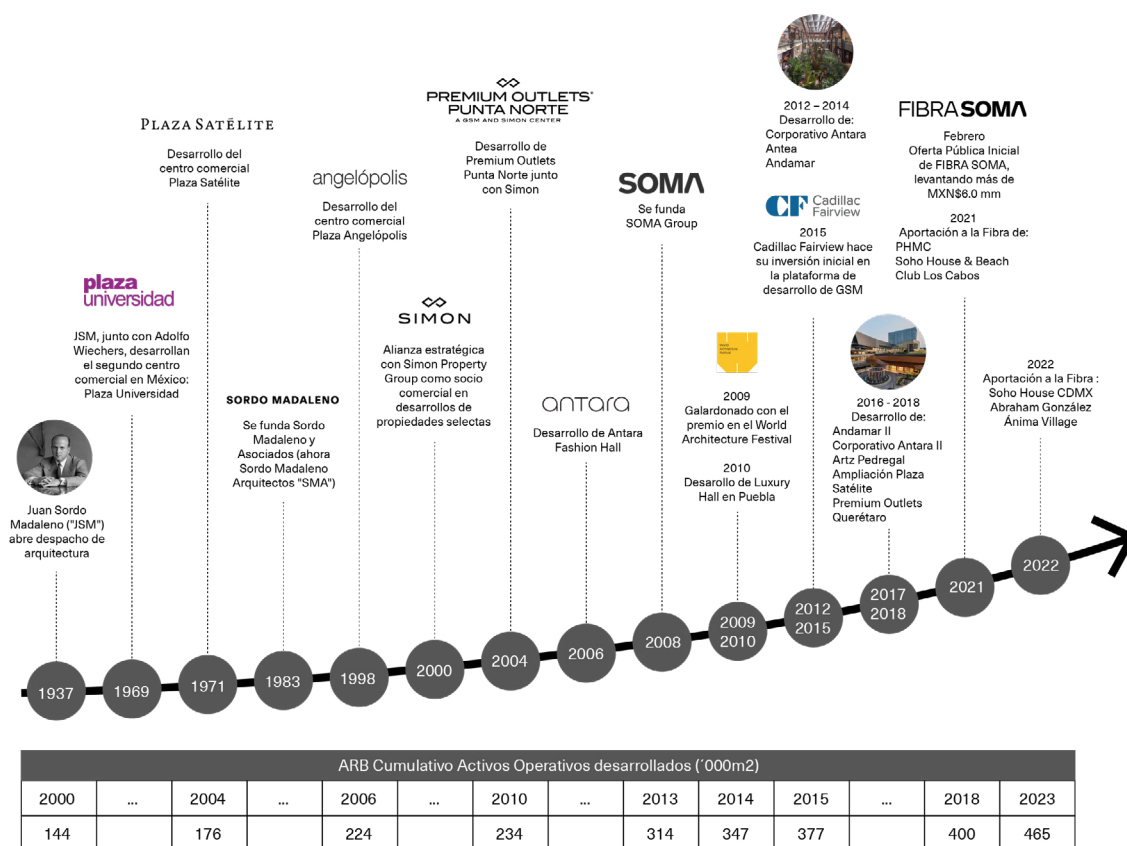 Juan Sordo
Madaleno ("JSM")
abre despacho de
arquitectura
plaza
universidad
JSM, junto con Adolfo
Wiechers, desarrollan
el segundo centro
comercial en México:
Plaza Universidad
PLAZA SATÉLITE
Desarrollo del
centro comercial
Plaza Satélite
SORDO MADALENO
Se funda Sordo
Madaleno y
Asociados (ahora
Sordo Madaleno
Arquitectos "SMA")
angelópolis
Desarrollo del
centro comercial
Plaza Angelópolis
SIMON
Alianza estratégica
con Simon Property
Group como socio
comercial en
desarrollos de
propiedades selectas
PREMIUM OUTLETS®
PUNTA NORTE
A GSM AND SIMON CENTER
Desarrollo de
Premium Outlets
Punta Norte junto
con Simon
antara
Desarrollo de Antara
Fashion Hall
SOMA
Se funda
SOMA Group
2009
Galardonado con el
premio en el World
Architecture Festival
2010
Desarollo de Luxury
Hall en Puebla
2012 – 2014
Desarrollo de:
Corporativo Antara
Antea
Andamar
CF Cadillac
Fairview
2015
Cadillac Fairview hace
su inversión inicial en
la plataforma de
desarrollo de GSM
2016 - 2018
Desarrollo de:
Andamar II
Corporativo Antara II
Artz Pedregal
Ampliación Plaza
Satélite
Premium Outlets
Querétaro
FIBRA SOMA
Febrero
Oferta Pública Inicial
de FIBRA SOMA,
levantando más de
MXN$6.0 mm
2021
Aportación a la Fibra de:
PHMC
Soho House & Beach
Club Los Cabos
2022
Aportación a la Fibra :
Soho House CDMX
Abraham González
Ánima Village
1937
1969
1971
1983
1998
2000
2004
2006
2008
2009
2010
2012
2015
2017
2018
2021
2022
ARB Cumulativo Activos Operativos desarrollados (´000m2)
2000 ... 2004 ... 2006 ... 2010 ... 2013 2014 2015 ... 2018 2023
144 176 224 234 314 347 377 400 465